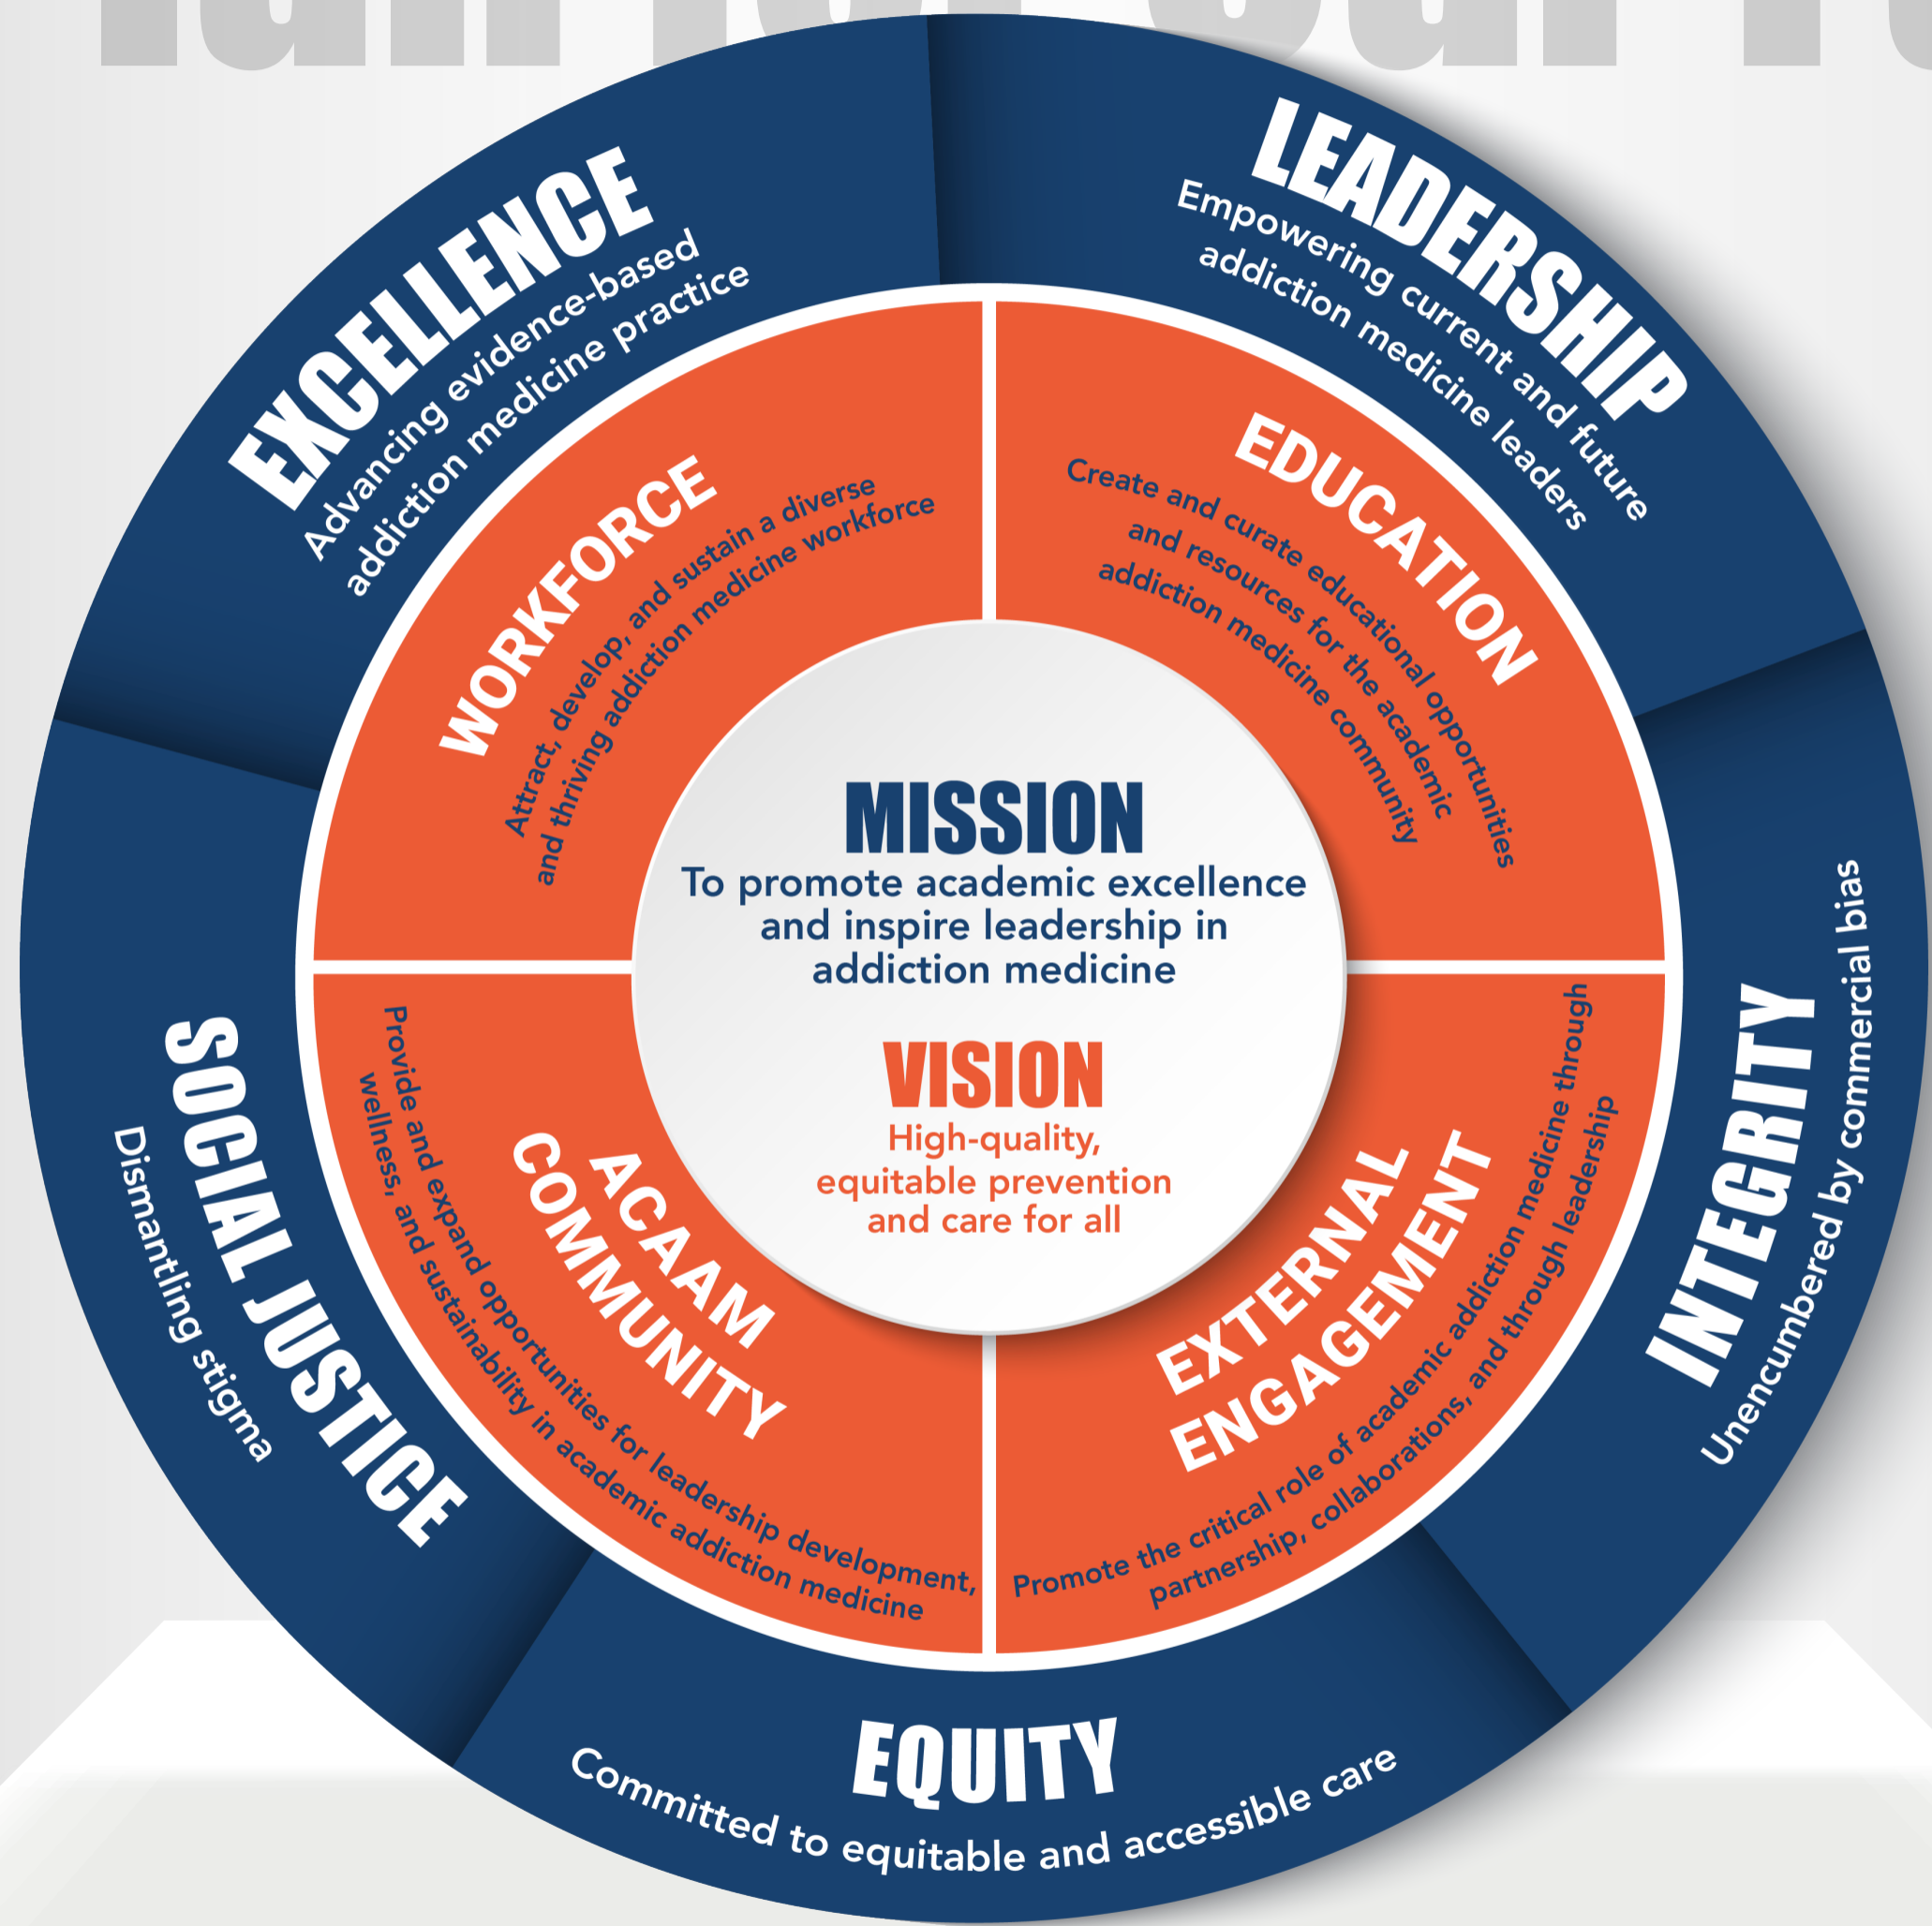 EXCELLENCE
Advancing evidence-based
addiction medicine practice
LEADERSHIP
Empowering current and future
addiction medicine leaders
INTEGRITY
Unencumbered by commercial bias
EQUITY
Committed to equitable and accessible care
SOCIAL JUSTICE
Dismantling stigma
WORKFORCE
Attract, develop, and sustain a diverse
and thriving addiction medicine workforce
EDUCATION
Create and curate educational opportunities
and resources for the academic
addiction medicine community
EXTERNAL
ENGAGEMENT
Promote the critical role of academic addiction medicine through
partnership, collaborations, and through leadership
ACAAM
COMMUNITY
Provide and expand opportunities for leadership development,
wellness, and sustainability in academic addiction medicine
MISSION
To promote academic excellence
and inspire leadership in
addiction medicine
VISION
High-quality,
equitable prevention
and care for all